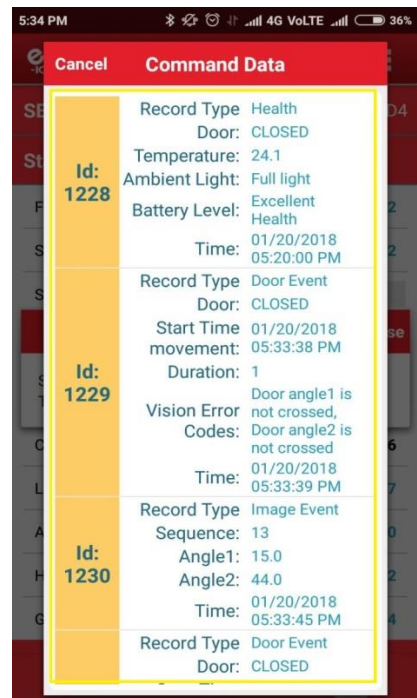 5:34 PM 4G VoLTE 36%
Cancel Command Data
Id: 1228
Record Type Health
Door: CLOSED
Temperature: 24.1
Ambient Light: Full light
Battery Level: Excellent
Health
Time: 01/20/2018
05:20:00 PM
Id: 1229
Record Type Door Event
Door: CLOSED
Start Time 01/20/2018
movement: 05:33:38 PM
Duration: 1
Vision Error Door angle1 is
Codes: not crossed,
Door angle2 is
not crossed
Time: 01/20/2018
05:33:39 PM
Id: 1230
Record Type Image Event
Sequence: 13
Angle1: 15.0
Angle2: 44.0
Time: 01/20/2018
05:33:45 PM
Record Type Door Event
Door: CLOSED